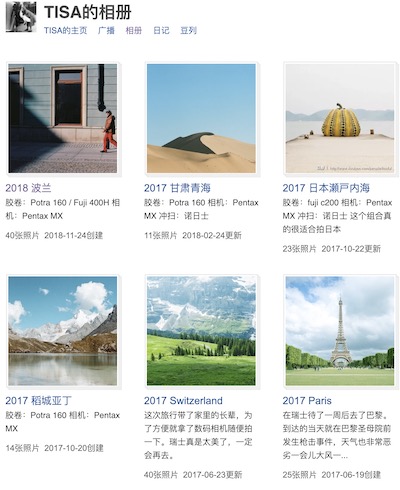 TISA的相册
TISA的主页 广播 相册 日记 豆列
2018 波兰
胶卷：Potra 160 / Fuji 400H 相
机：Pentax MX
40张照片 2018-11-24创建
2017 甘肃青海
胶卷：Potra 160 相机：Pentax
MX 冲扫：诺日士
11张照片 2018-02-24更新
2017 日本瀬戸内海
胶卷：fuji c200 相机：Pentax
MX 冲扫：诺日士 这个组合真
的很适合拍日本
23张照片 2017-10-22更新
2017 稻城亚丁
胶卷：Potra 160 相机：Pentax
MX
14张照片 2017-10-20创建
2017 Switzerland
这次旅行带了家里的长辈，为
了方便就拿了数码相机随便拍
一下。瑞士真是太美了，一定
会再去。
40张照片 2017-06-23更新
2017 Paris
在瑞士待了一周后去了巴黎。
到达的当天就在巴黎圣母院前
发生枪击事件，天气也非常恶
劣一会儿大风一...
25张照片 2017-06-19创建